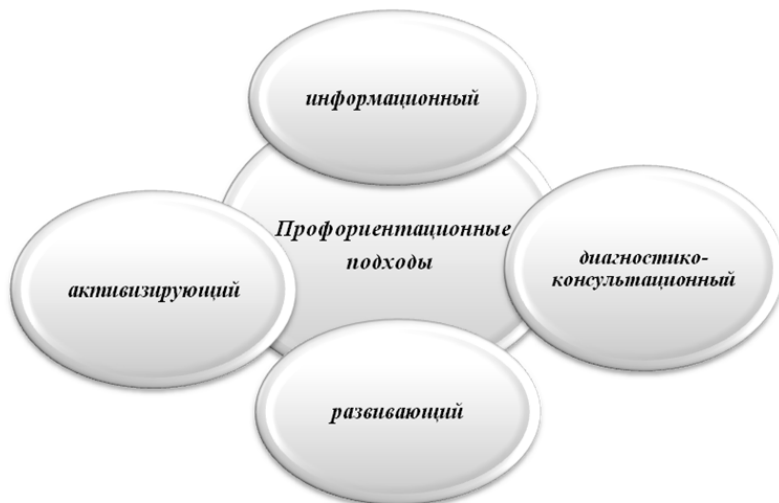 информационный
Профориентационные
подходы
диагностико-
консультационный
активизирующий
развивающий